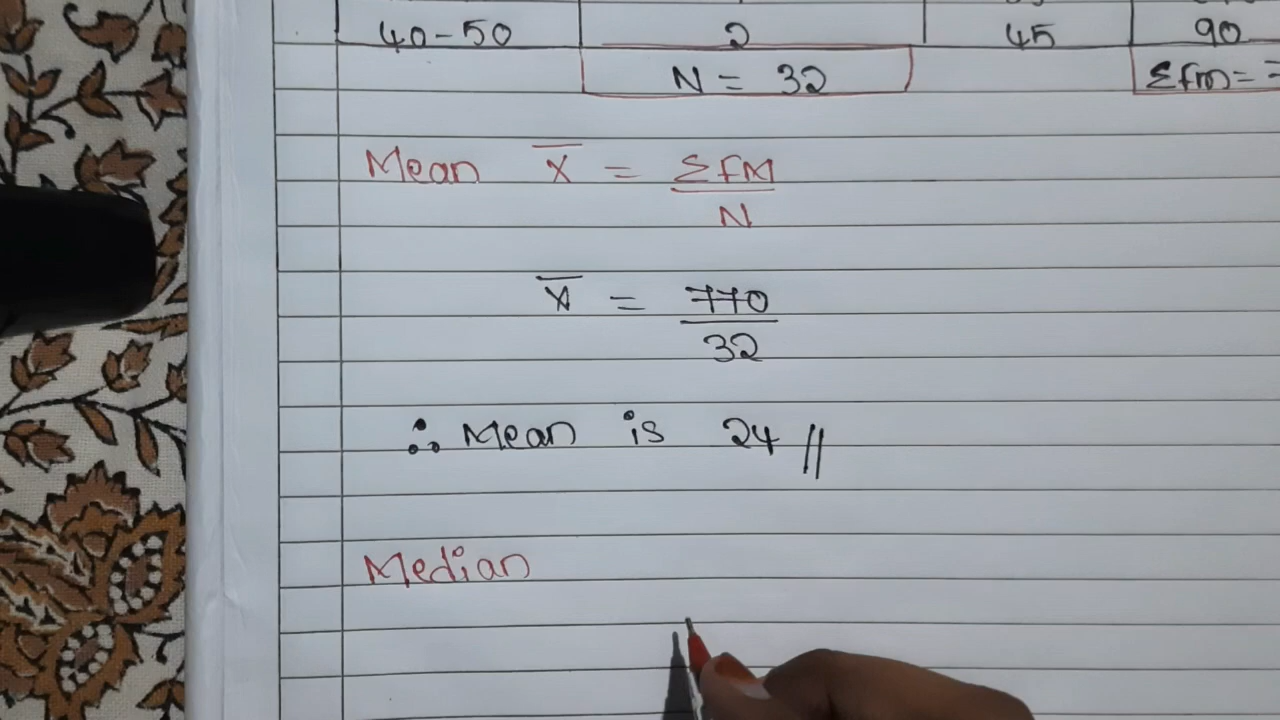 40-50 2 45 90
N = 32 Σfm=
Mean X̅ = ΣfM
N
X̅ = 770
32
∴ Mean is 24 //
Median